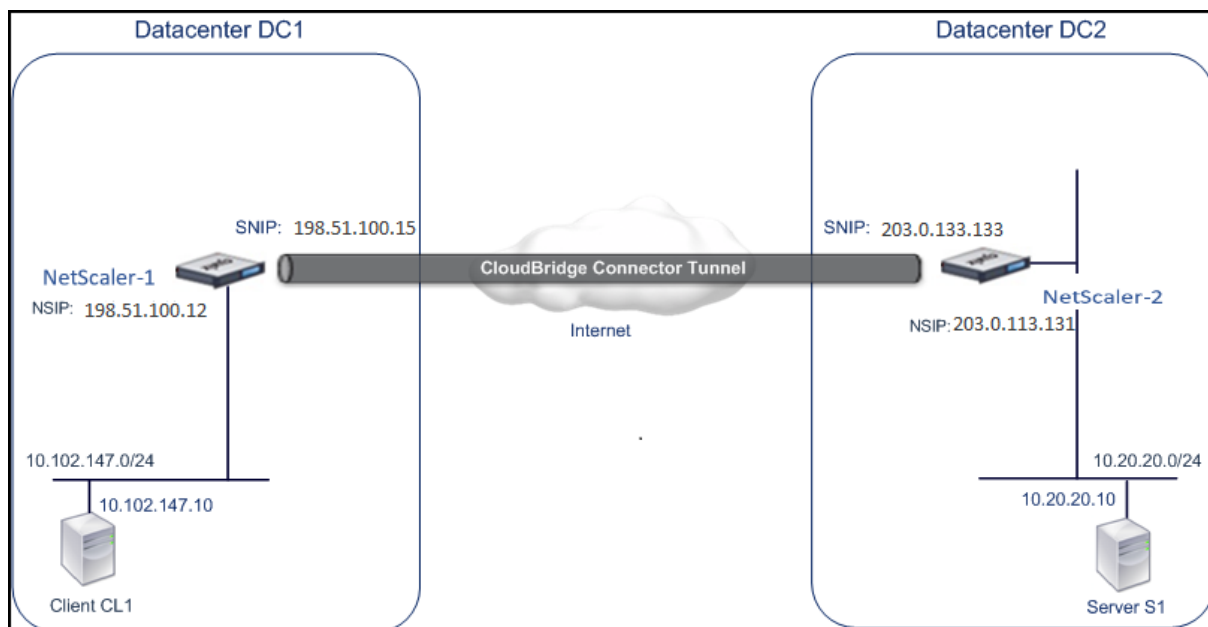 Datacenter DC1
Datacenter DC2
SNIP: 198.51.100.15
SNIP: 203.0.133.133
CloudBridge Connector Tunnel
NetScaler-1
NetScaler-2
NSIP: 198.51.100.12
NSIP: 203.0.113.131
Internet
10.102.147.0/24
10.20.20.0/24
10.102.147.10
10.20.20.10
Client CL1
Server S1